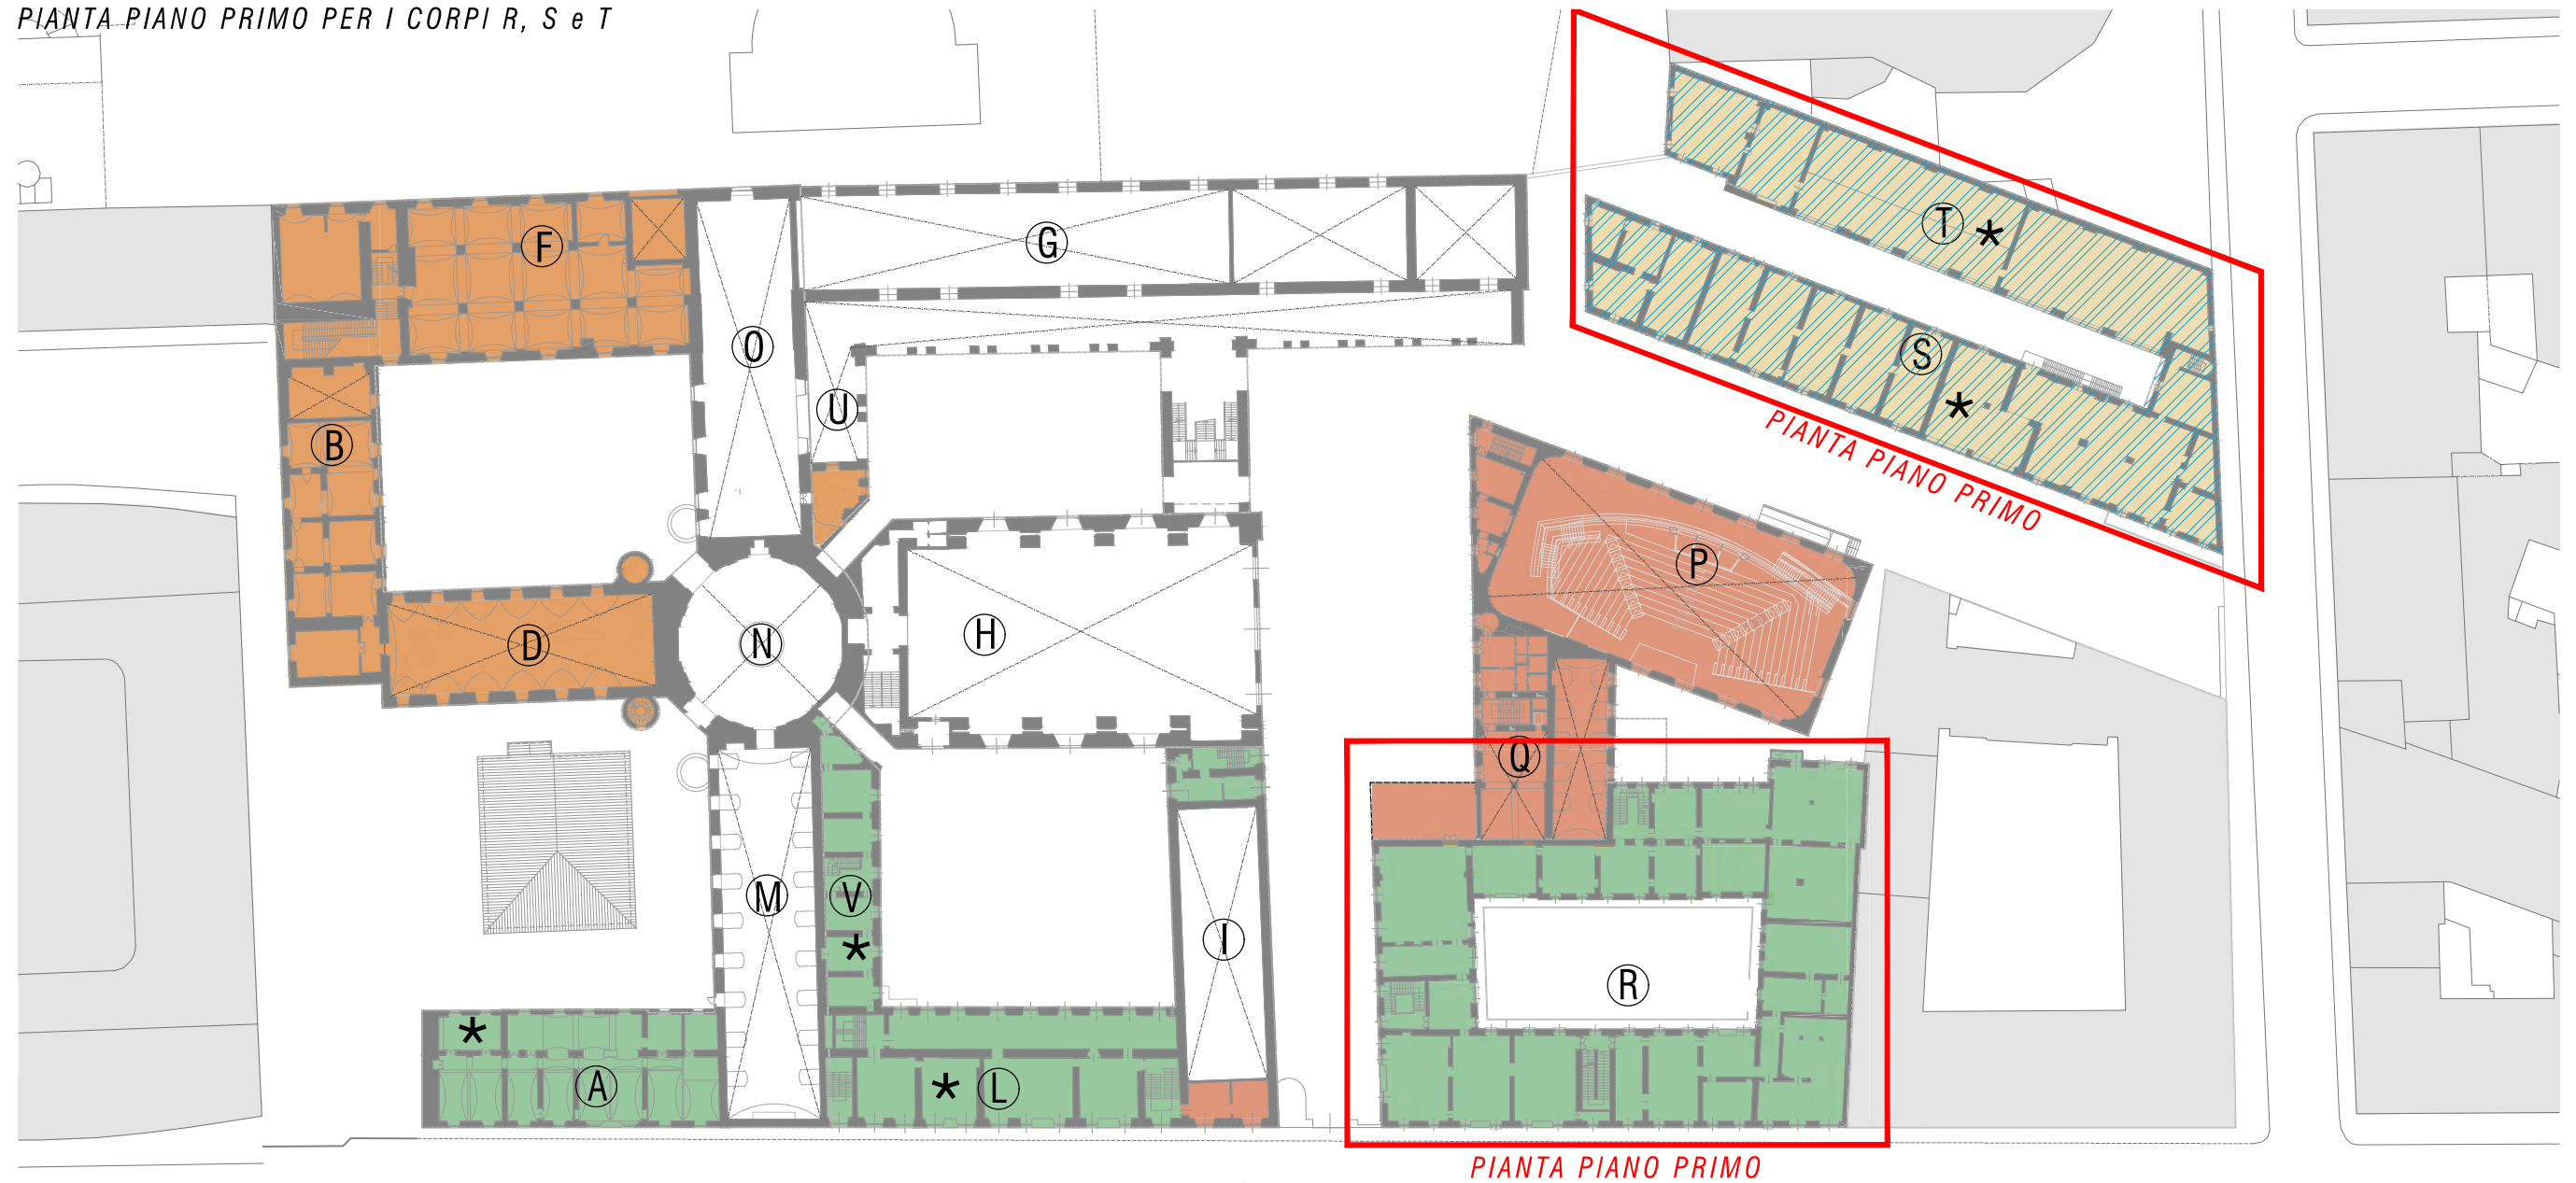 PIANTA PIANO PRIMO PER I CORPI R, S e T
F
G
T *
O
S
U
*
B
PIANTA PIANO PRIMO
P
D
N
H
Q
M
V
I
*
R
*
A
* L
PIANTA PIANO PRIMO